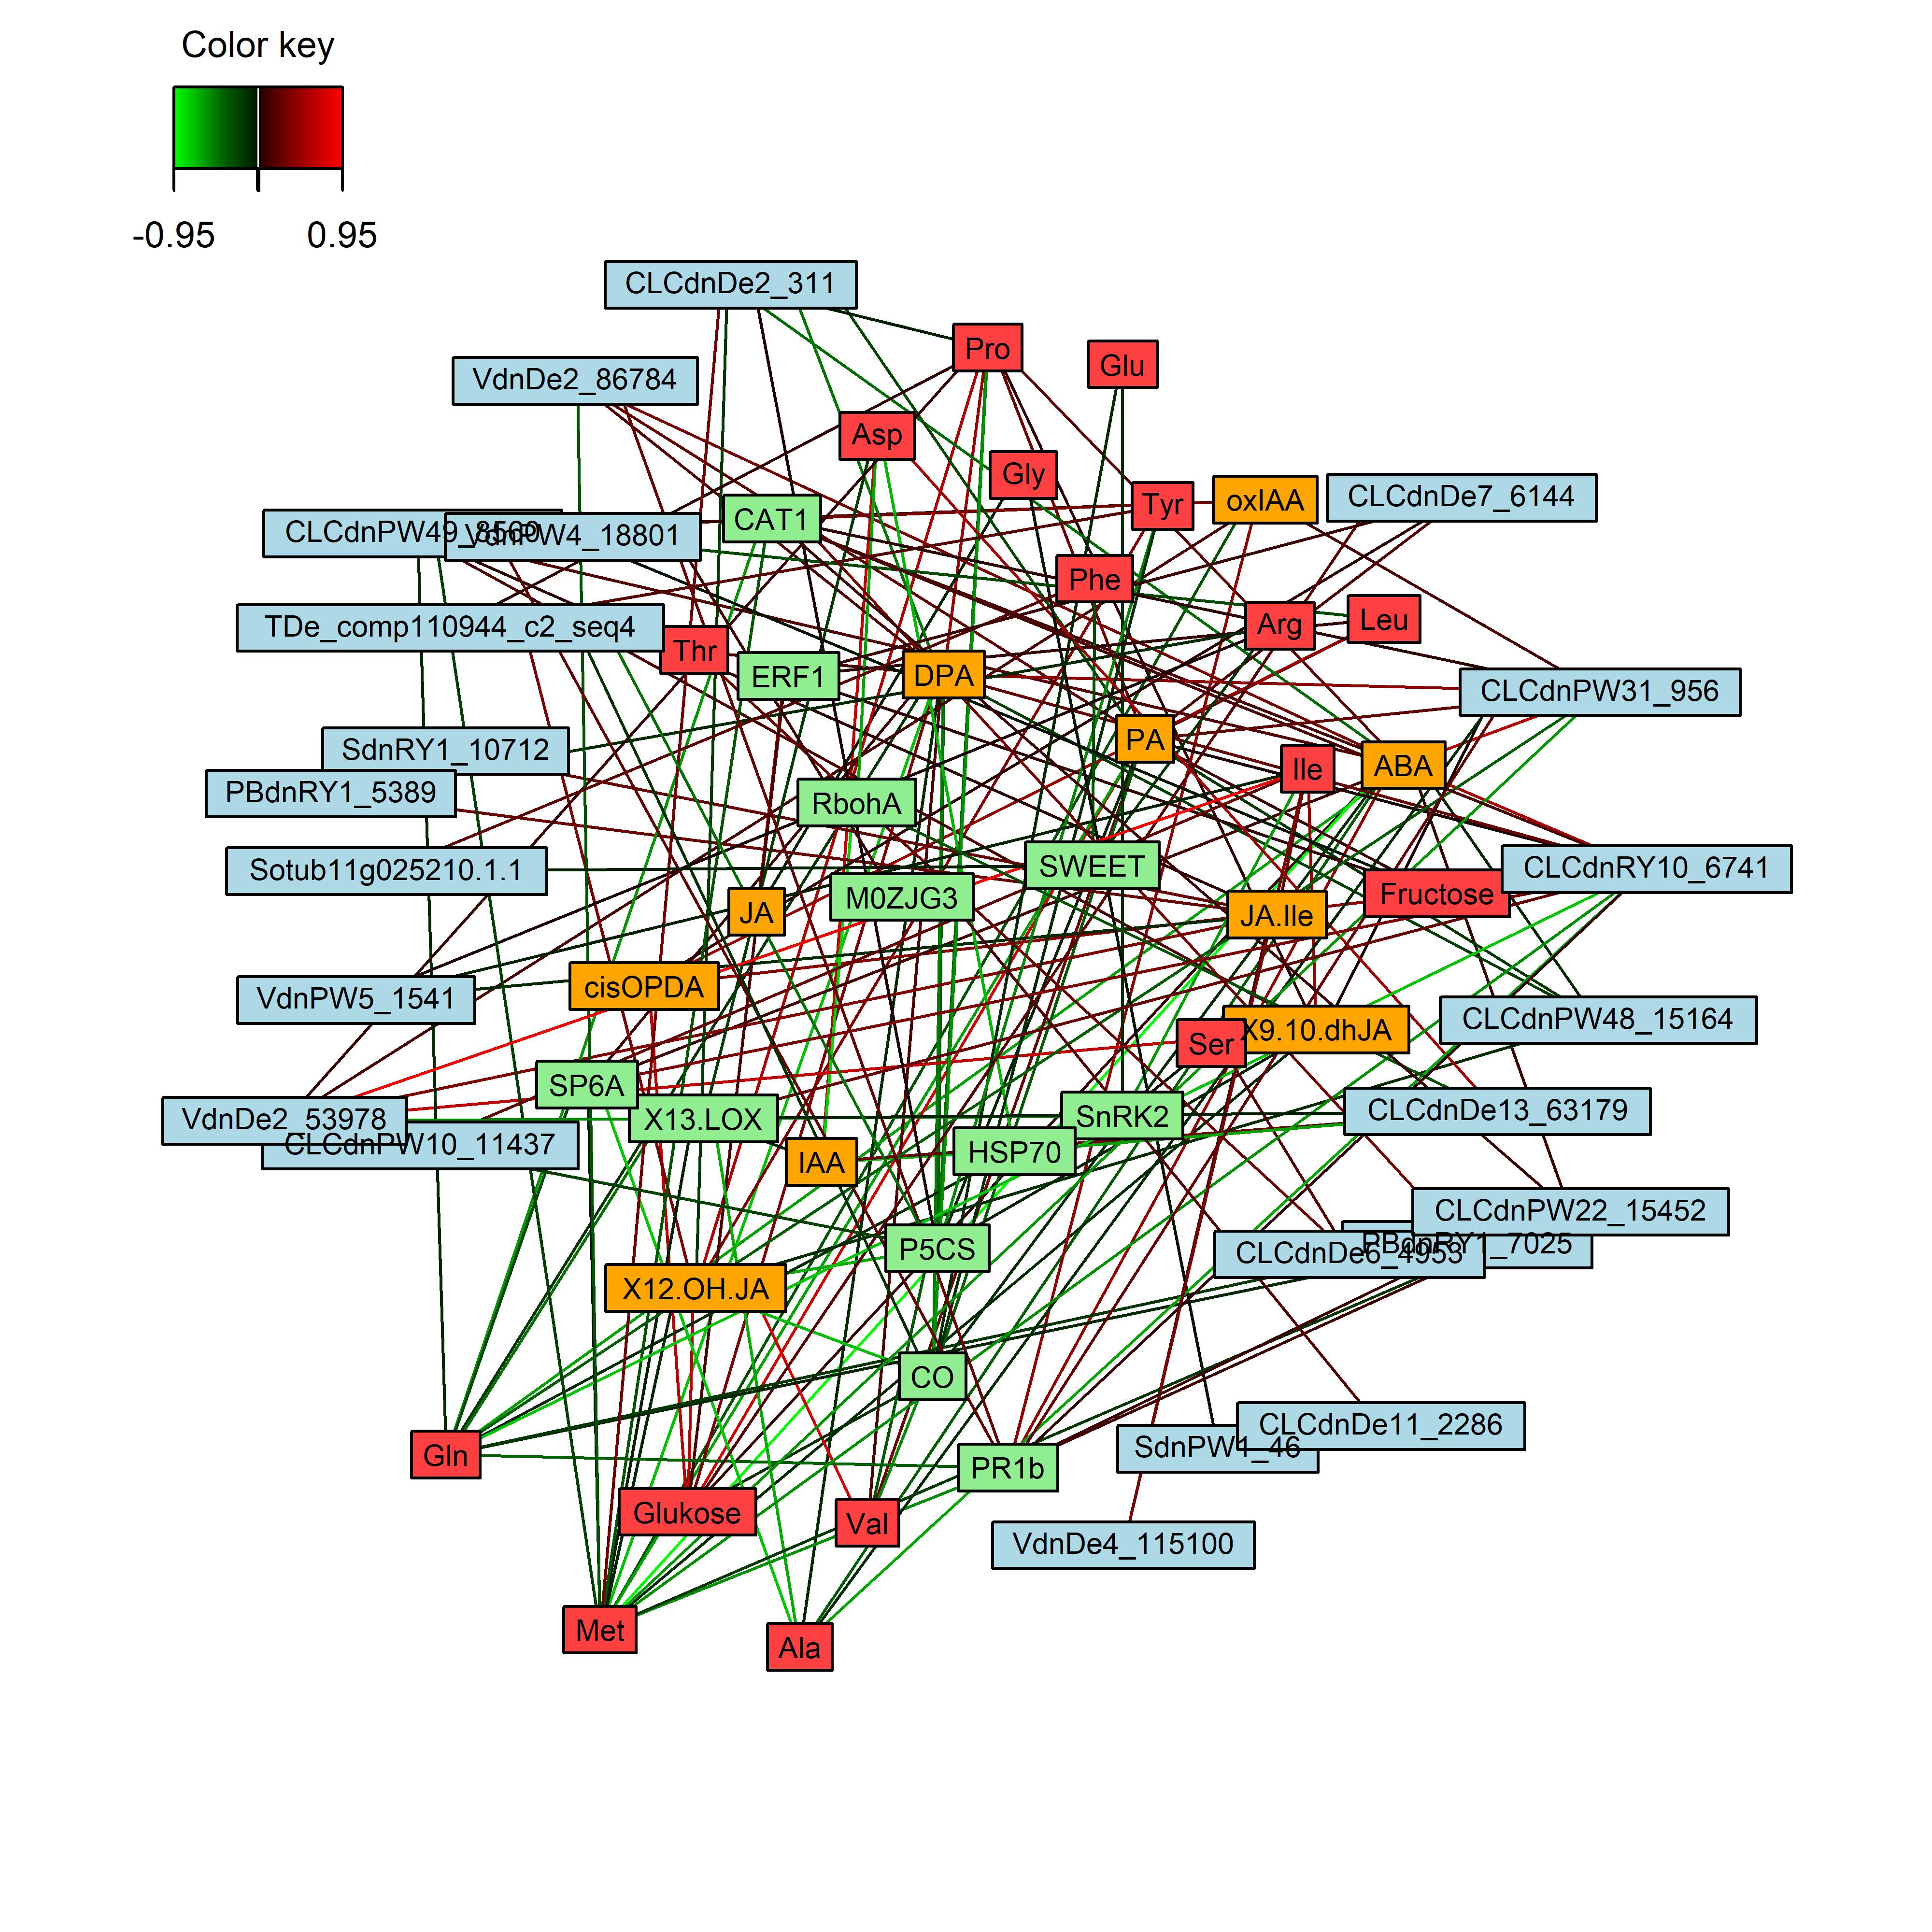 Color key
-0.95 0.95
CLCdnDe2_311
Pro
Glu
VdnDe2_86784
Asp
Gly
Tyr
oxIAA
CLCdnDe7_6144
CAT1
CLCdnPW49_8560
VdnPW4_18801
Phe
Arg
Leu
TDe_comp110944_c2_seq4
Thr
ERF1
DPA
CLCdnPW31_956
PA
SdnRY1_10712
Ile
ABA
PBdnRY1_5389
RbohA
SWEET
CLCdnRY10_6741
Sotub11g025210.1.1
M0ZJG3
Fructose
JA
JA.Ile
cisOPDA
VdnPW5_1541
CLCdnPW48_15164
X9.10.dhJA
Ser
SP6A
X13.LOX
SnRK2
CLCdnDe13_63179
VdnDe2_53978
CLCdnPW10_11437
IAA
HSP70
CLCdnPW22_15452
P5CS
CLCdnDe6_4953
PBdnRY1_7025
X12.OH.JA
CO
CLCdnDe11_2286
SdnPW1_46
Gln
PR1b
Glukose
Val
VdnDe4_115100
Met
Ala